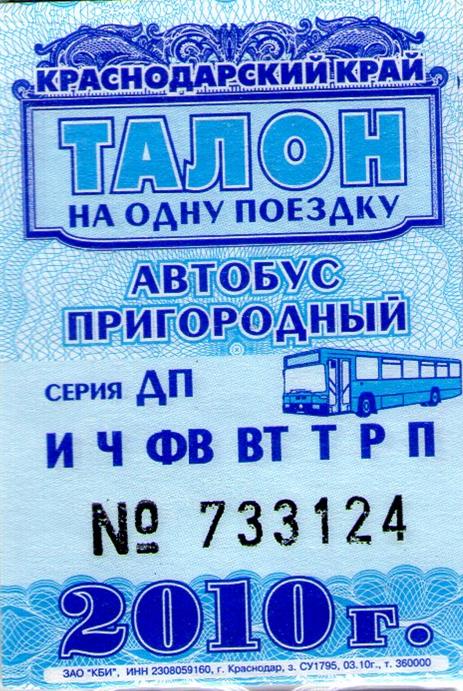 КРАСНОДАРСКИЙ КРАЙ
ТАЛОН
НА ОДНУ ПОЕЗДКУ
АВТОБУС
ПРИГОРОДНЫЙ
СЕРИЯ ДП
И Ч ФВ ВТ Т Р П
№ 733124
2010 г.
ЗАО "КБИ", ИНН 2308059160, г. Краснодар, з. СУ1795, 03.10г., т. 360000